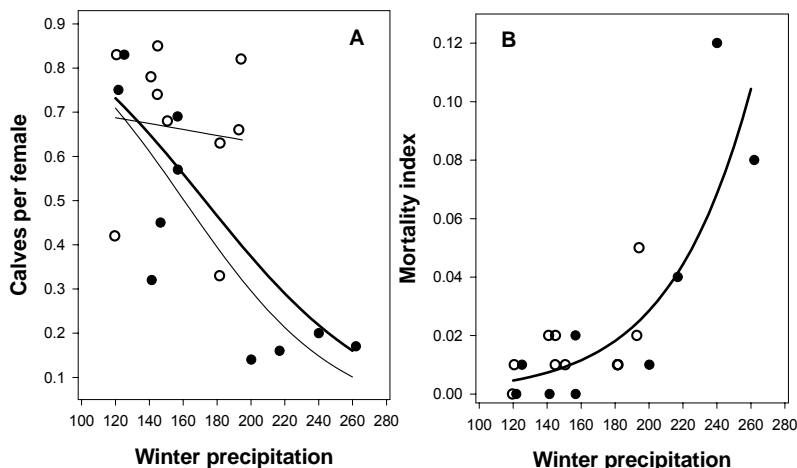 A
0.9
0.8
0.7
0.6
0.5
0.4
0.3
0.2
0.1
Calves per female
100 120 140 160 180 200 220 240 260 280
Winter precipitation
B
0.12
0.10
0.08
0.06
0.04
0.02
0.00
Mortality index
100 120 140 160 180 200 220 240 260 280
Winter precipitation